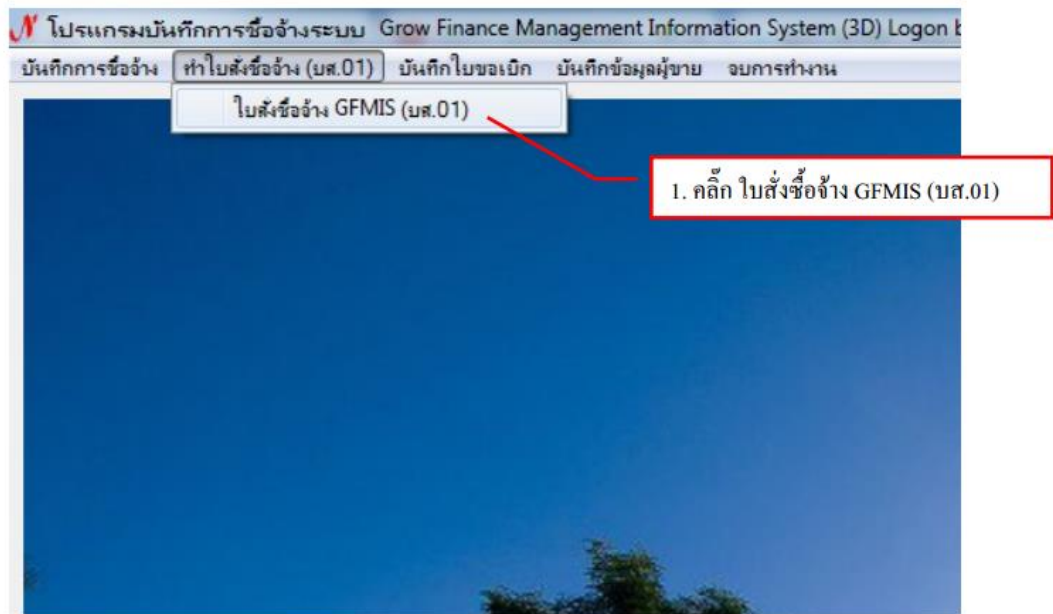 โปรแกรมบันทึกการซื้อจ้างระบบ Grow Finance Management Information System (3D) Logon b
บันทึกการซื้อจ้าง ทำใบสั่งซื้อจ้าง (บส.01) บันทึกใบขอเบิก บันทึกข้อมูลผู้ขาย จบการทำงาน
ใบสั่งซื้อจ้าง GFMIS (บส.01)
1. คลิ๊ก ใบสั่งซื้อจ้าง GFMIS (บส.01)